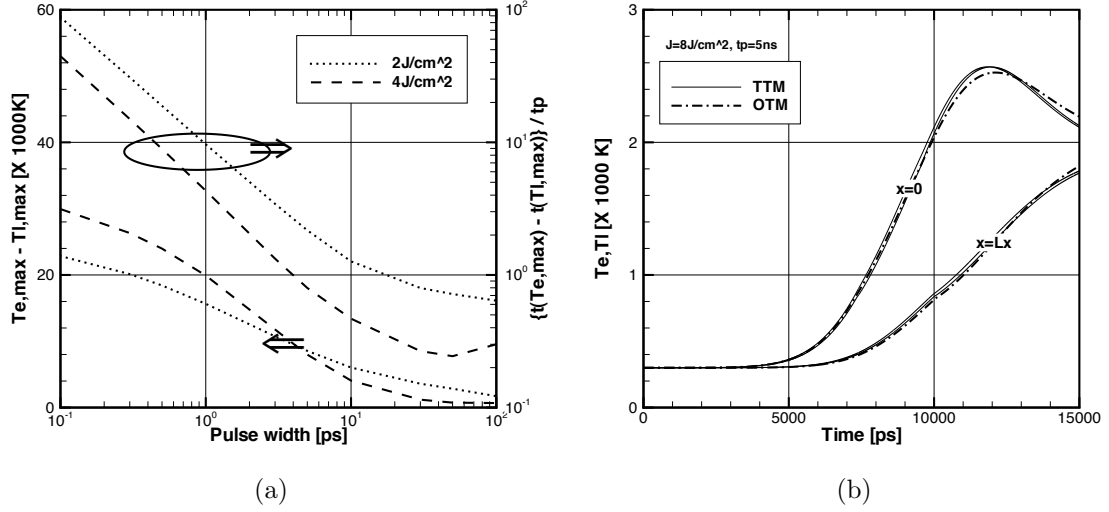 Te,max - Tl,max [X 1000K]
60
40
20
0
10^-1
10^0
10^1
10^2
Pulse width [ps]
2J/cm^2
4J/cm^2
10^2
10^1
10^0
10^-1
{t(Te,max) - t(Tl,max)} / tp
(a)
Te,Tl [X 1000 K]
3
2
1
0
0
5000
10000
15000
Time [ps]
J=8J/cm^2, tp=5ns
TTM
OTM
x=0
x=Lx
(b)